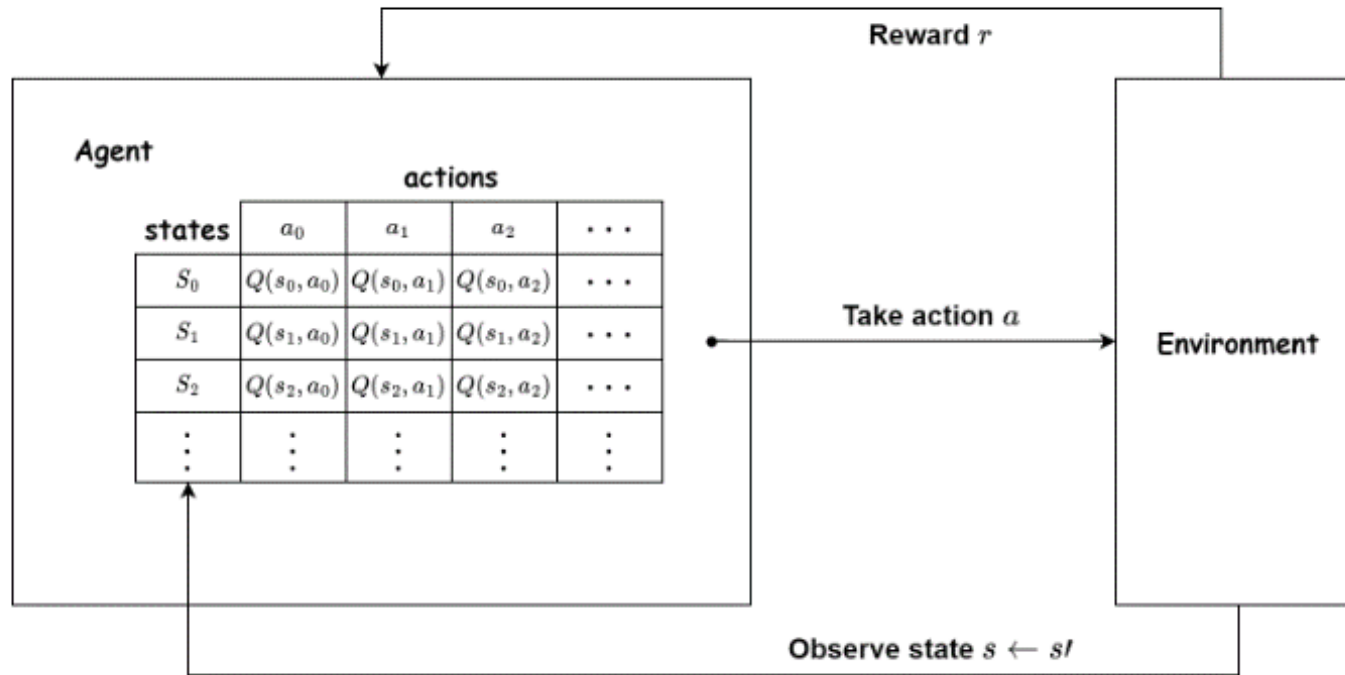 Reward r
Agent
actions
states a₀ a₁ a₂ · · ·
S₀ Q(s₀, a₀) Q(s₀, a₁) Q(s₀, a₂) · · ·
S₁ Q(s₁, a₀) Q(s₁, a₁) Q(s₁, a₂) · · ·
S₂ Q(s₂, a₀) Q(s₂, a₁) Q(s₂, a₂) · · ·
⋮ ⋮ ⋮ ⋮ ⋮
Take action a
Environment
Observe state s ← s′